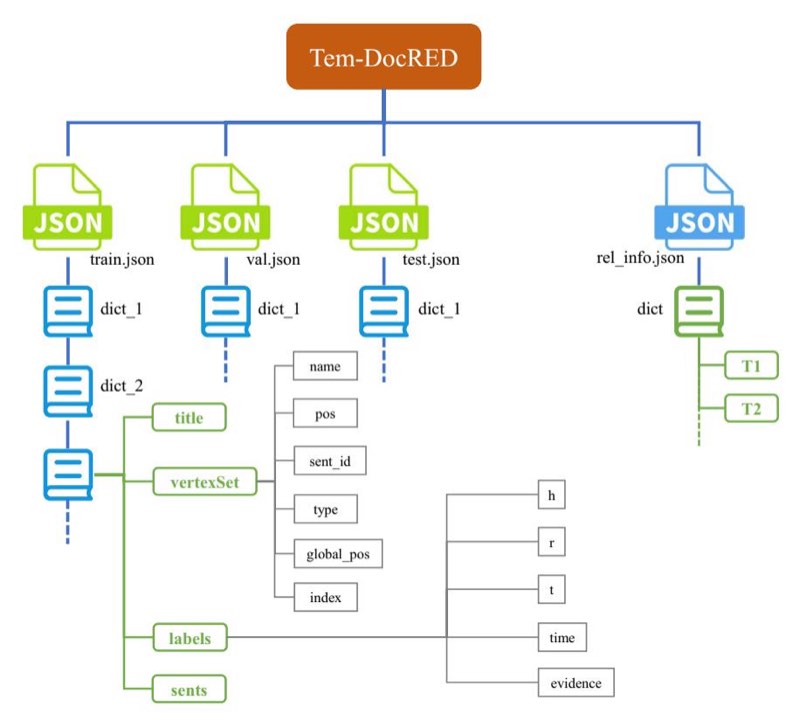 Tem-DocRED
JSON
JSON
JSON
JSON
train.json
val.json
test.json
rel_info.json
dict_1
dict_1
dict_1
dict
T1
T2
dict_2
title
vertexSet
labels
sents
name
pos
sent_id
type
global_pos
index
h
r
t
time
evidence